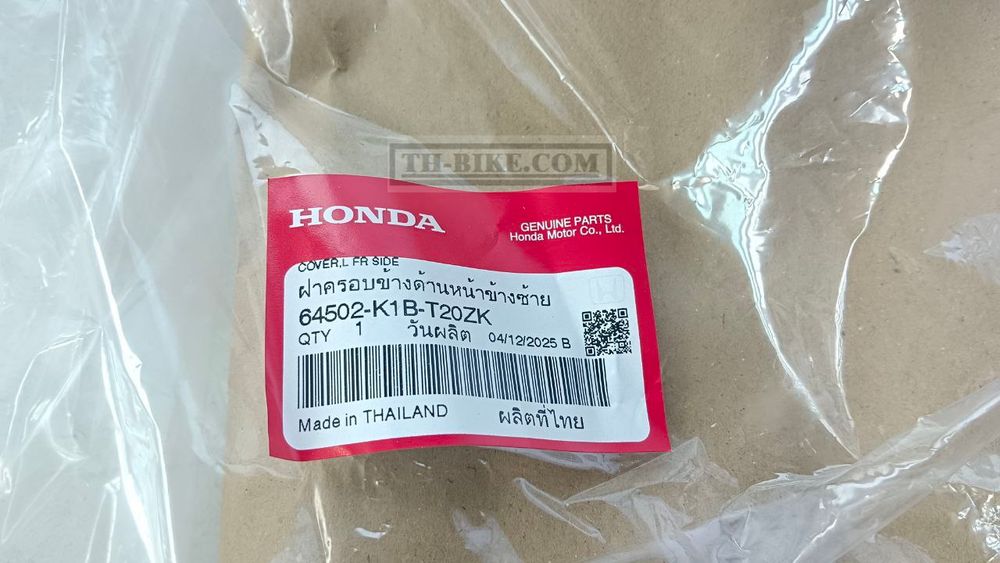 TH-BIKE.COM
HONDA
GENUINE PARTS
Honda Motor Co., Ltd.
COVER,L FR SIDE
ฝาครอบข้างด้านหน้าข้างซ้าย
64502-K1B-T20ZK
QTY 1 วันผลิต 04/12/2025 B
Made in THAILAND ผลิตที่ไทย